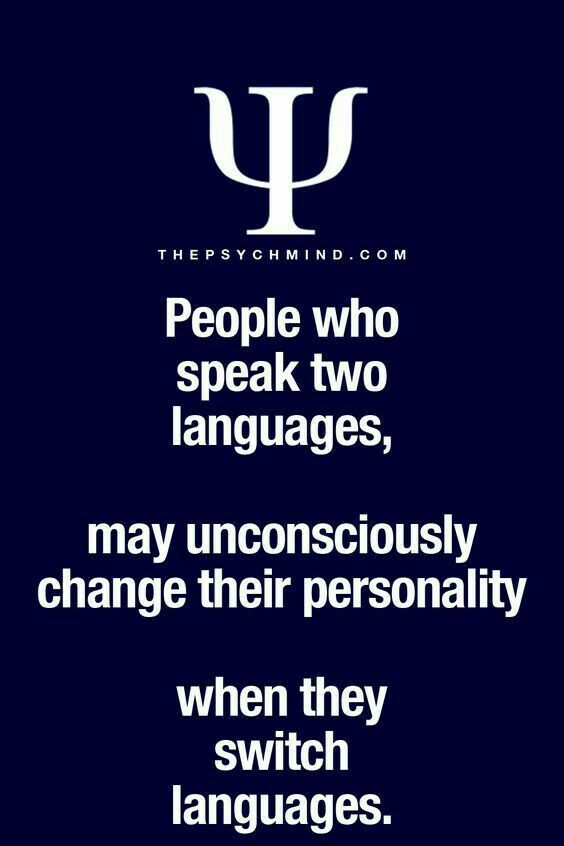 Ψ
THEPSYCHMIND.COM
People who
speak two
languages,
may unconsciously
change their personality
when they
switch
languages.